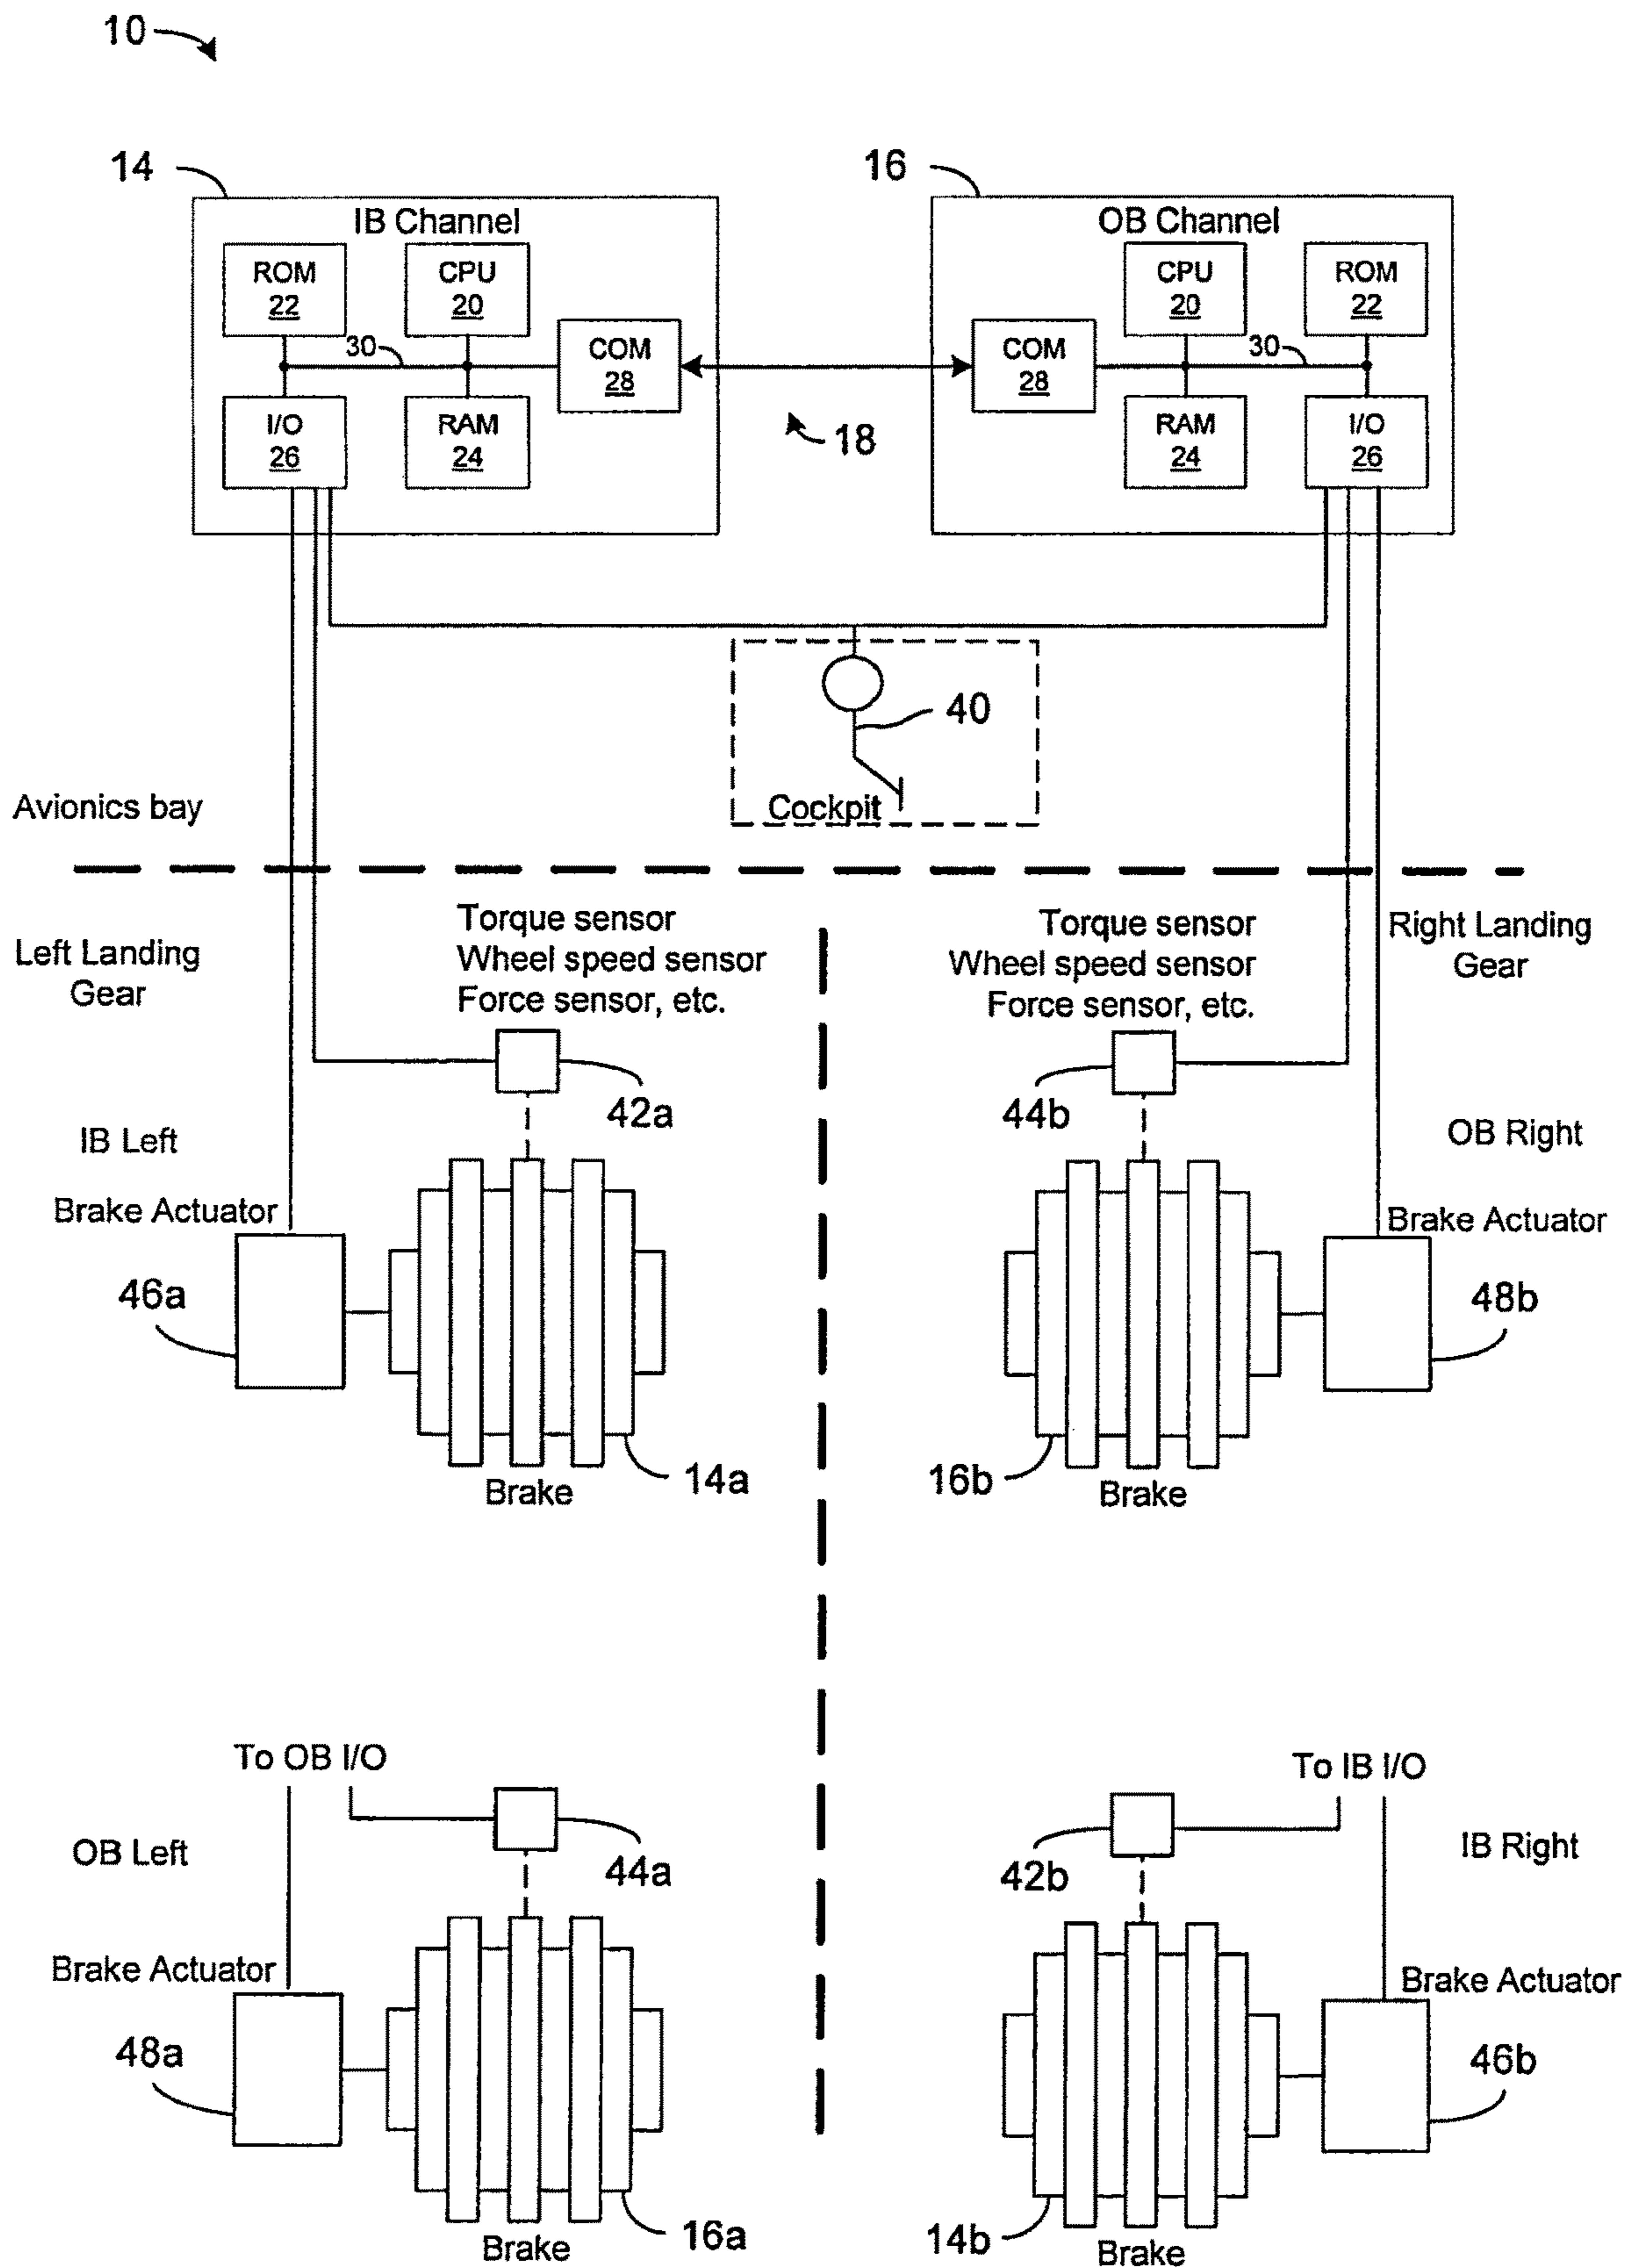 10
14
16
IB Channel
OB Channel
ROM
22
CPU
20
CPU
20
ROM
22
30
COM
28
COM
28
30
I/O
26
RAM
24
18
RAM
24
I/O
26
40
Cockpit
Avionics bay
Left Landing
Gear
Torque sensor
Wheel speed sensor
Force sensor, etc.
Torque sensor
Wheel speed sensor
Force sensor, etc.
Right Landing
Gear
42a
44b
IB Left
OB Right
Brake Actuator
Brake Actuator
46a
48b
14a
16b
Brake
Brake
To OB I/O
To IB I/O
OB Left
44a
42b
IB Right
Brake Actuator
Brake Actuator
48a
46b
16a
14b
Brake
Brake